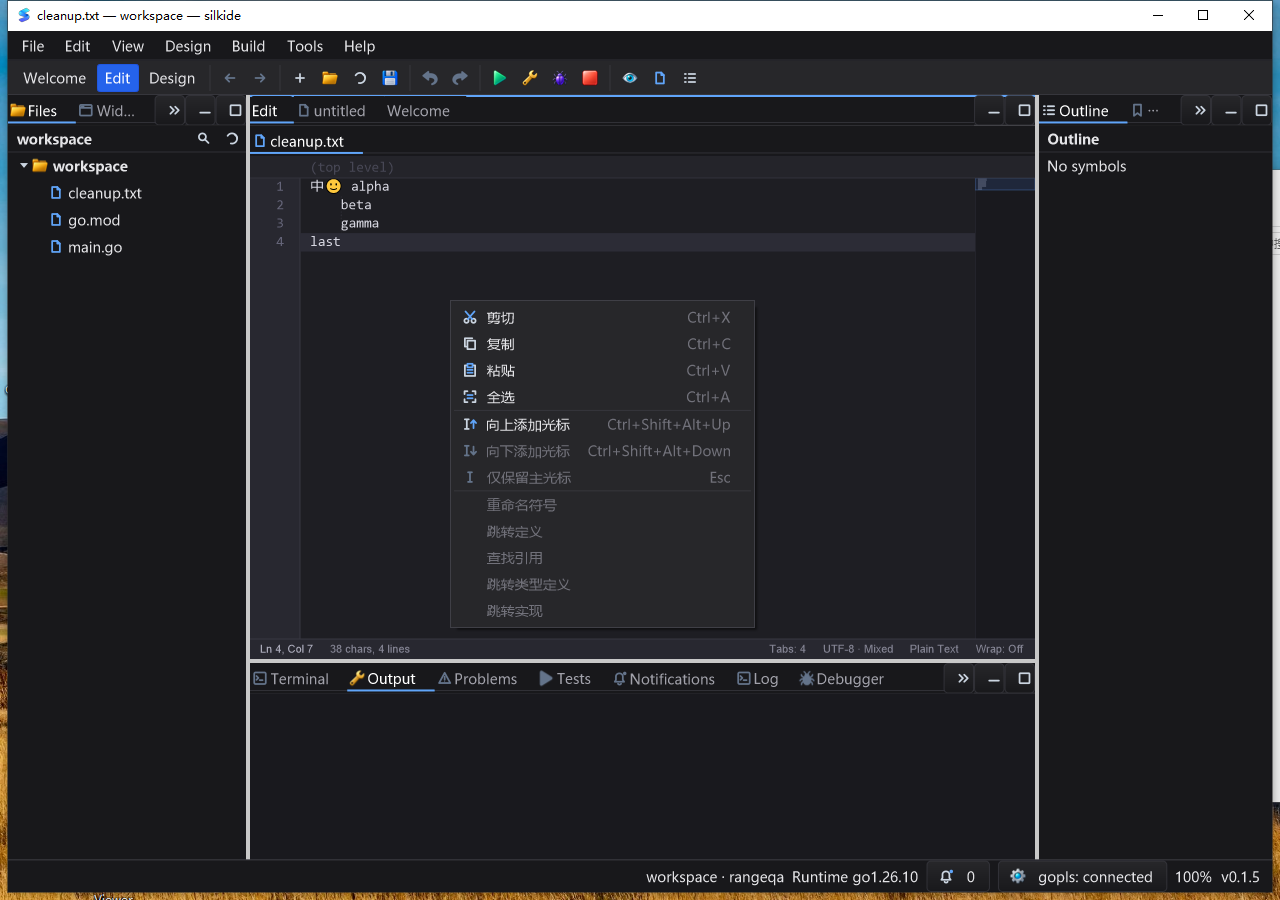 cleanup.txt — workspace — silkide
File Edit View Design Build Tools Help
Welcome Edit Design
Files Wid...
Edit untitled Welcome
Outline ...
workspace
cleanup.txt
Outline
workspace
No symbols
cleanup.txt
go.mod
main.go
(top level)
1 中🙂 alpha
2 beta
3 gamma
4 last
剪切 Ctrl+X
复制 Ctrl+C
粘贴 Ctrl+V
全选 Ctrl+A
向上添加光标 Ctrl+Shift+Alt+Up
向下添加光标 Ctrl+Shift+Alt+Down
仅保留主光标 Esc
重命名符号
跳转定义
查找引用
跳转类型定义
跳转实现
Ln 4, Col 7 38 chars, 4 lines Tabs: 4 UTF-8 · Mixed Plain Text Wrap: Off
Terminal Output Problems Tests Notifications Log Debugger
workspace · rangeqa Runtime go1.26.10 0 gopls: connected 100% v0.1.5